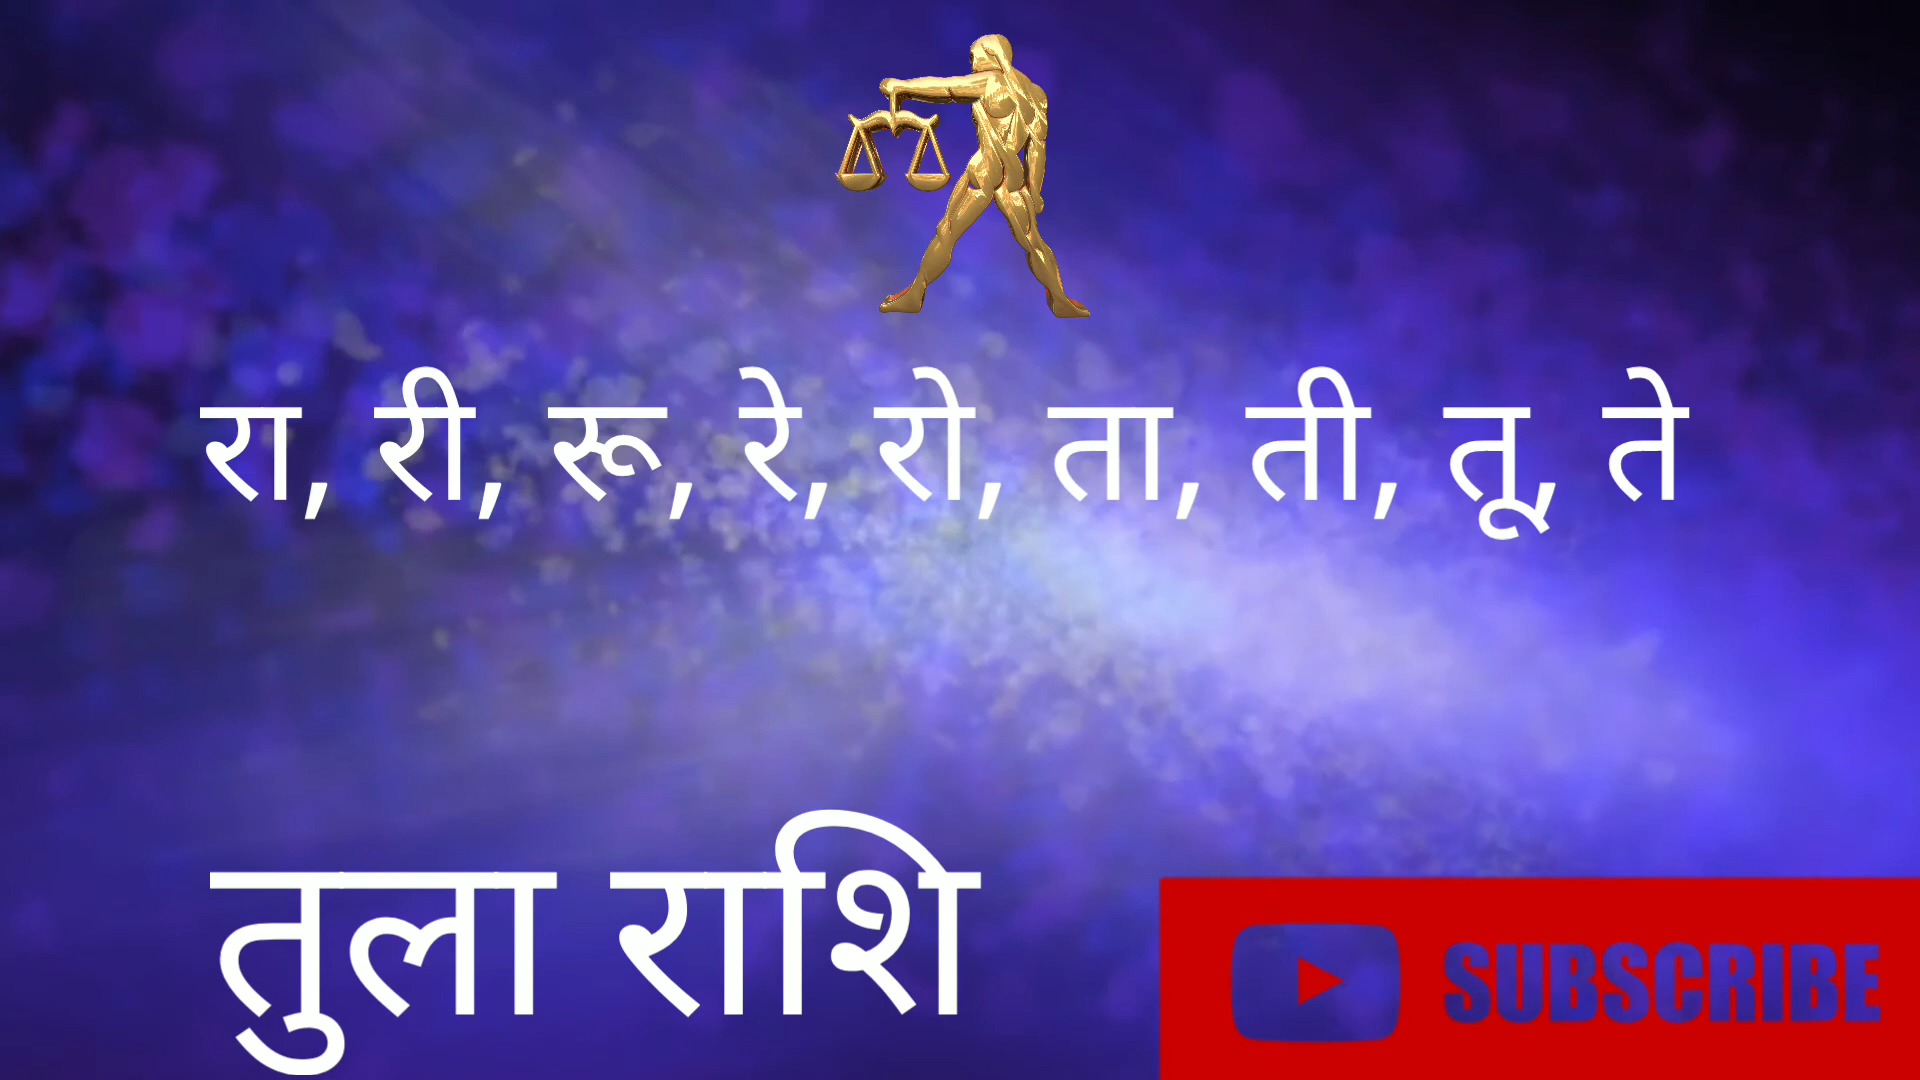 रा, री, रू, रे, रो, ता, ती, तू, ते
तुला राशि
SUBSCRIBE